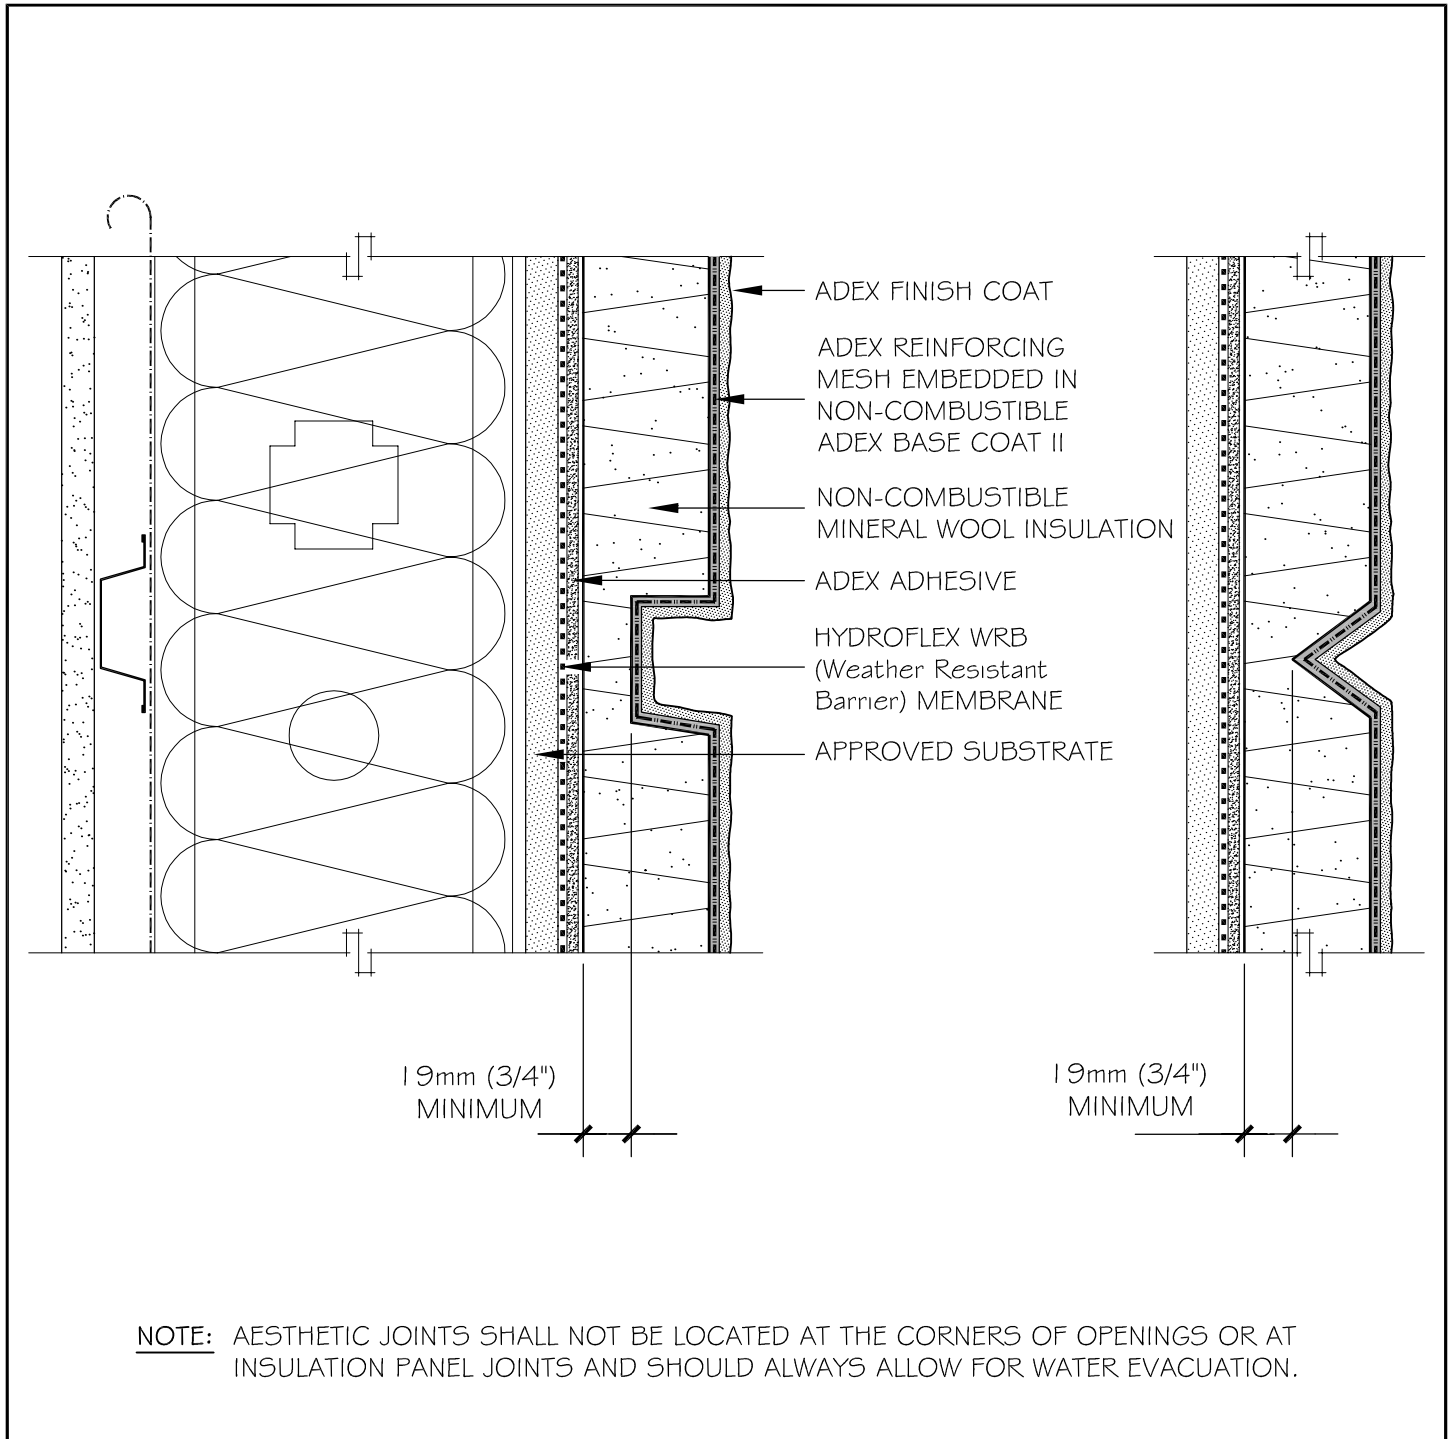 ADEX FINISH COAT
ADEX REINFORCING
MESH EMBEDDED IN
NON-COMBUSTIBLE
ADEX BASE COAT II
NON-COMBUSTIBLE
MINERAL WOOL INSULATION
ADEX ADHESIVE
HYDROFLEX WRB
(Weather Resistant
Barrier) MEMBRANE
APPROVED SUBSTRATE
19mm (3/4")
MINIMUM
19mm (3/4")
MINIMUM
NOTE: AESTHETIC JOINTS SHALL NOT BE LOCATED AT THE CORNERS OF OPENINGS OR AT
INSULATION PANEL JOINTS AND SHOULD ALWAYS ALLOW FOR WATER EVACUATION.